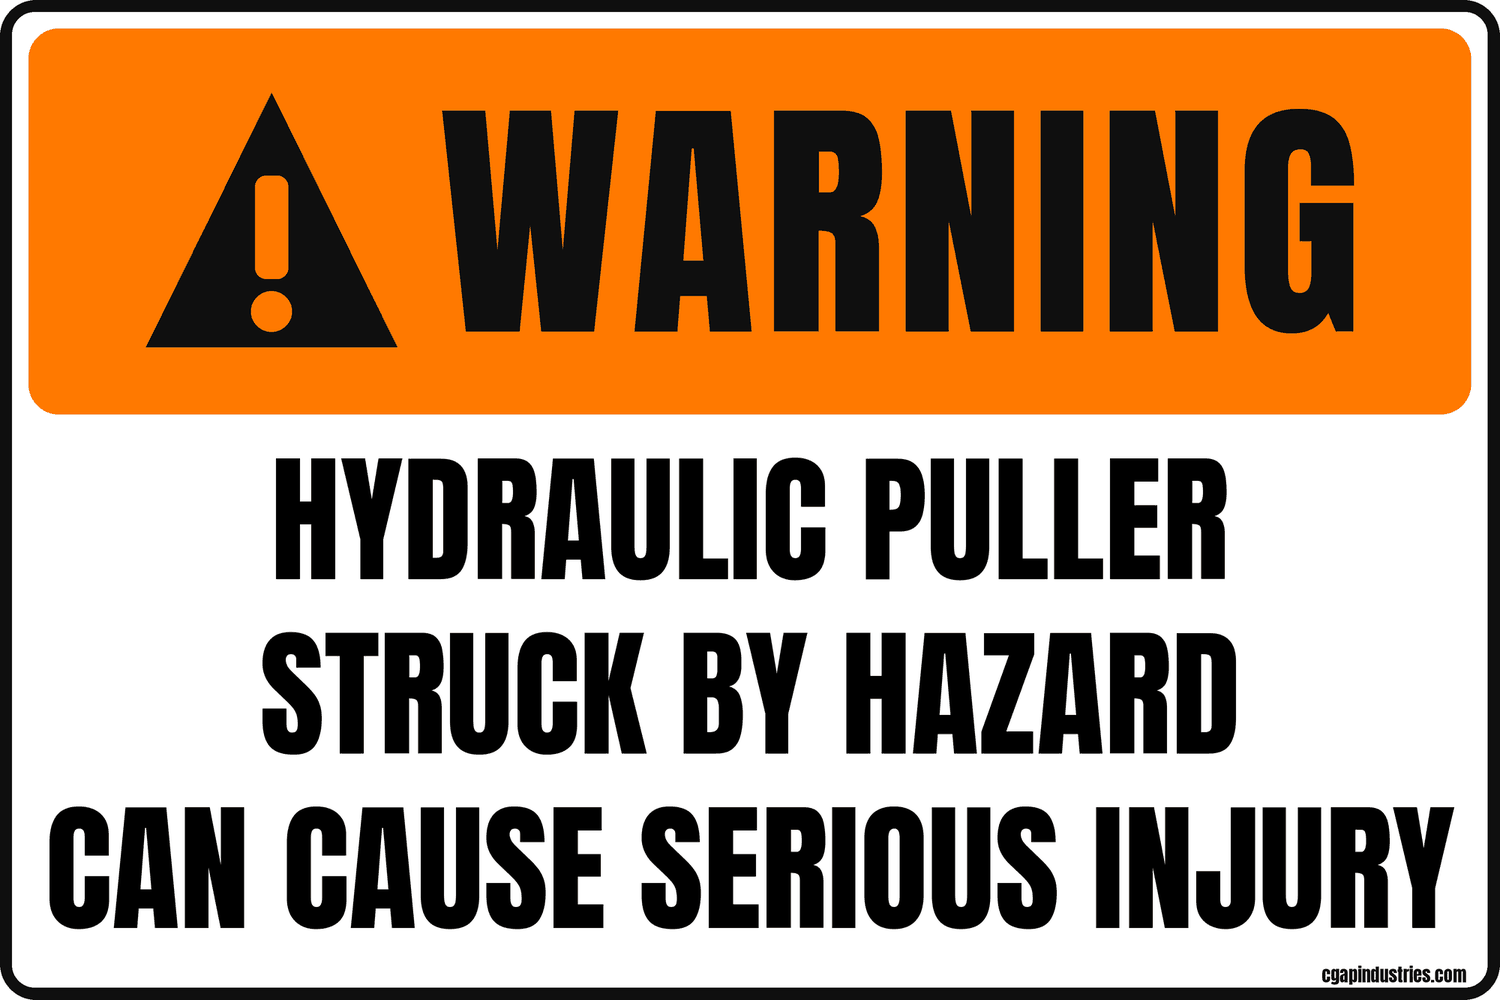 WARNING
HYDRAULIC PULLER
STRUCK BY HAZARD
CAN CAUSE SERIOUS INJURY
cgapindustries.com